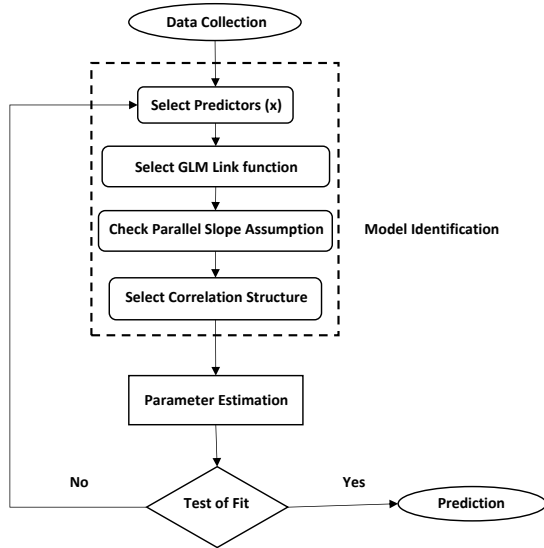 Data Collection
Select Predictors (x)
Select GLM Link function
Check Parallel Slope Assumption
Model Identification
Select Correlation Structure
Parameter Estimation
No
Yes
Test of Fit
Prediction